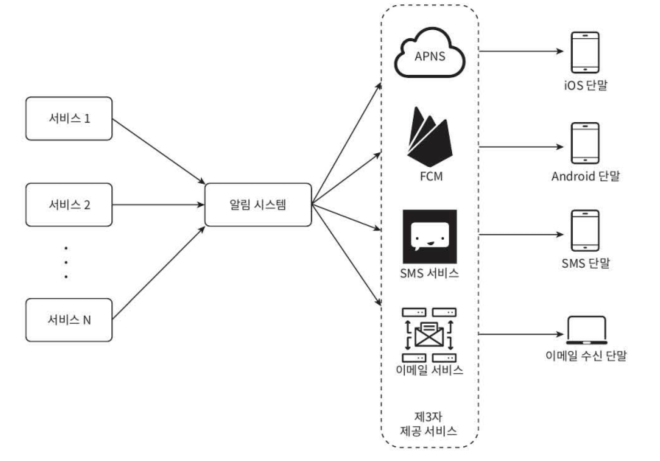 서비스 1
서비스 2
서비스 N
알림 시스템
APNS
FCM
SMS 서비스
이메일 서비스
제3자
제공 서비스
iOS 단말
Android 단말
SMS 단말
이메일 수신 단말